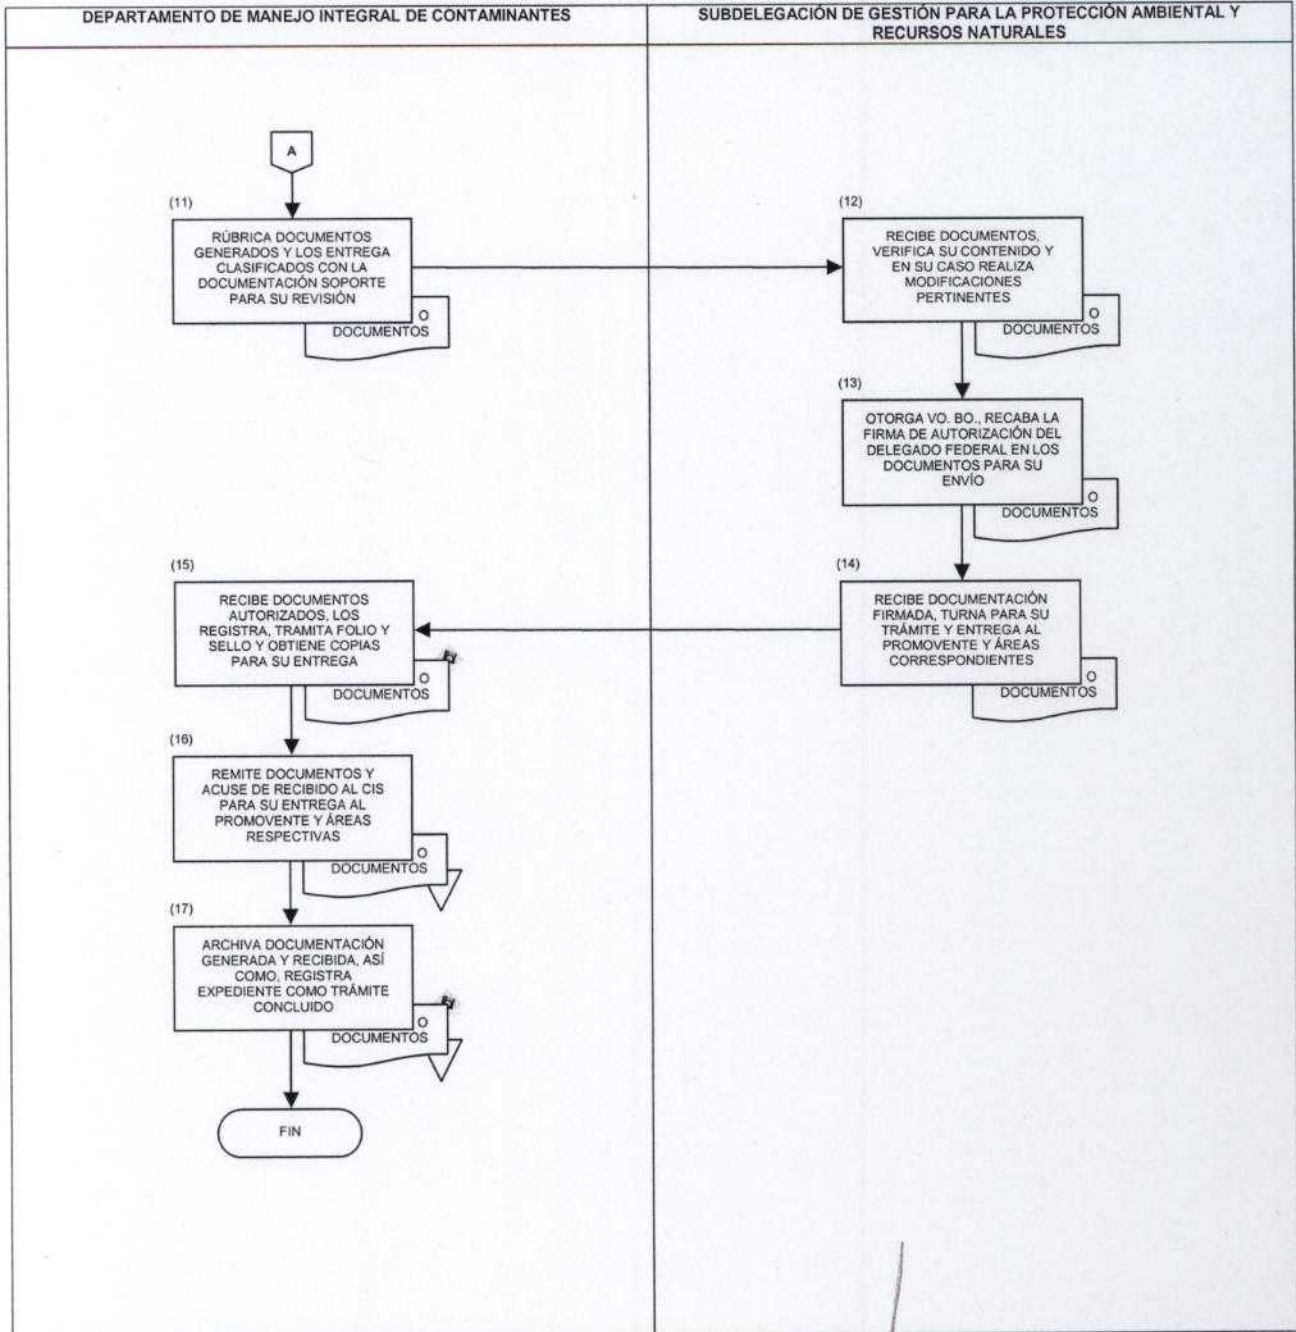 DEPARTAMENTO DE MANEJO INTEGRAL DE CONTAMINANTES
SUBDELEGACIÓN DE GESTIÓN PARA LA PROTECCIÓN AMBIENTAL Y
RECURSOS NATURALES
A
(11)
RÚBRICA DOCUMENTOS
GENERADOS Y LOS ENTREGA
CLASIFICADOS CON LA
DOCUMENTACIÓN SOPORTE
PARA SU REVISIÓN
O
DOCUMENTOS
(12)
RECIBE DOCUMENTOS,
VERIFICA SU CONTENIDO Y
EN SU CASO REALIZA
MODIFICACIONES
PERTINENTES
O
DOCUMENTOS
(13)
OTORGA VO. BO., RECABA LA
FIRMA DE AUTORIZACIÓN DEL
DELEGADO FEDERAL EN LOS
DOCUMENTOS PARA SU
ENVÍO
O
DOCUMENTOS
(14)
RECIBE DOCUMENTACIÓN
FIRMADA, TURNA PARA SU
TRÁMITE Y ENTREGA AL
PROMOVENTE Y ÁREAS
CORRESPONDIENTES
O
DOCUMENTOS
(15)
RECIBE DOCUMENTOS
AUTORIZADOS, LOS
REGISTRA, TRAMITA FOLIO Y
SELLO Y OBTIENE COPIAS
PARA SU ENTREGA
O
DOCUMENTOS
(16)
REMITE DOCUMENTOS Y
ACUSE DE RECIBIDO AL CIS
PARA SU ENTREGA AL
PROMOVENTE Y ÁREAS
RESPECTIVAS
O
DOCUMENTOS
(17)
ARCHIVA DOCUMENTACIÓN
GENERADA Y RECIBIDA, ASÍ
COMO, REGISTRA
EXPEDIENTE COMO TRÁMITE
CONCLUIDO
O
DOCUMENTOS
FIN